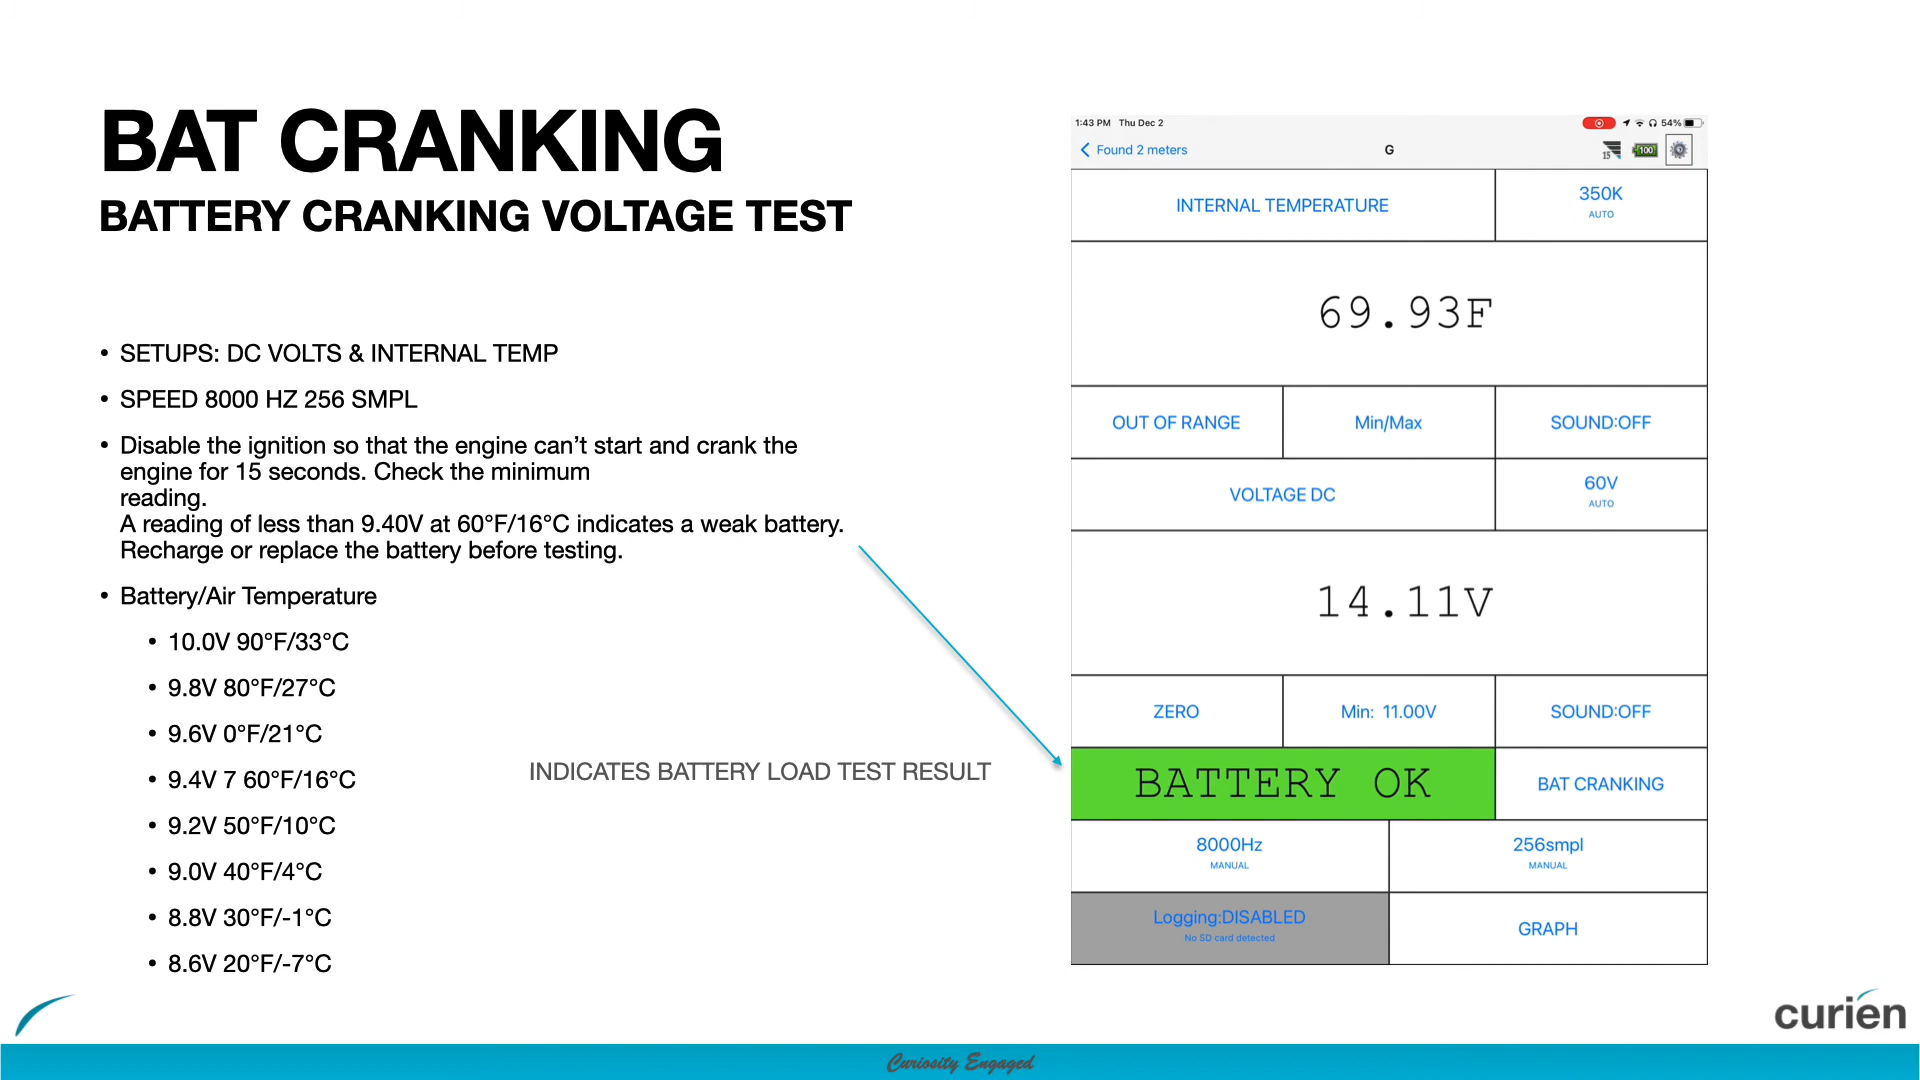 BAT CRANKING
BATTERY CRANKING VOLTAGE TEST
• SETUPS: DC VOLTS & INTERNAL TEMP
• SPEED 8000 HZ 256 SMPL
• Disable the ignition so that the engine can’t start and crank the
engine for 15 seconds. Check the minimum
reading.
A reading of less than 9.40V at 60°F/16°C indicates a weak battery.
Recharge or replace the battery before testing.
• Battery/Air Temperature
• 10.0V 90°F/33°C
• 9.8V 80°F/27°C
• 9.6V 0°F/21°C
• 9.4V 7 60°F/16°C
• 9.2V 50°F/10°C
• 9.0V 40°F/4°C
• 8.8V 30°F/-1°C
• 8.6V 20°F/-7°C
INDICATES BATTERY LOAD TEST RESULT
1:43 PM Thu Dec 2
54%
Found 2 meters
G
15
100
INTERNAL TEMPERATURE
350K
AUTO
69.93F
OUT OF RANGE
Min/Max
SOUND:OFF
VOLTAGE DC
60V
AUTO
14.11V
ZERO
Min: 11.00V
SOUND:OFF
BATTERY OK
BAT CRANKING
8000Hz
MANUAL
256smpl
MANUAL
Logging:DISABLED
No SD card detected
GRAPH
curien
Curiosity Engaged